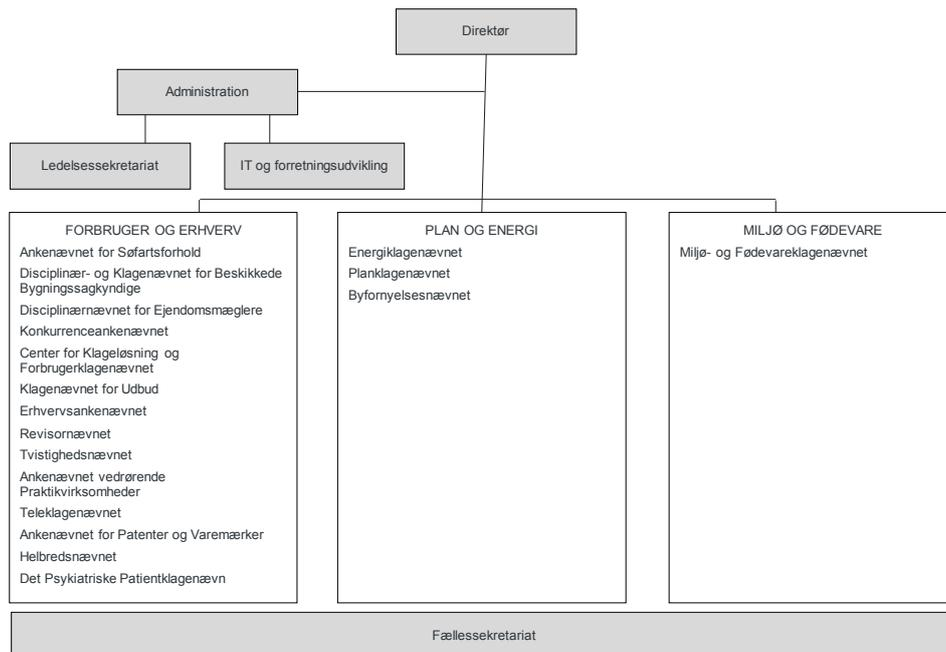 Direktør
Administration
Ledelsessekretariat
IT og forretningsudvikling
FORBRUGER OG ERHVERV
Ankenævnet for Søfartsforhold
Disciplinær- og Klagenævnet for Beskikkede
Bygningssagkyndige
Disciplinærnævnet for Ejendomsmæglere
Konkurrenceankenævnet
Center for Klageløsning og
Forbrugerklagenævnet
Klagenævnet for Udbud
Erhvervsankenævnet
Revisornævnet
Tvistighedsnævnet
Ankenævnet vedrørende
Praktikvirksomheder
Teleklagenævnet
Ankenævnet for Patenter og Varemærker
Helbredsnævnet
Det Psykiatriske Patientklagenævn
PLAN OG ENERGI
Energiklagenævnet
Planklagenævnet
Byfornyelsesnævnet
MILJØ OG FØDEVARE
Miljø- og Fødevareklagenævnet
Fællessekretariat